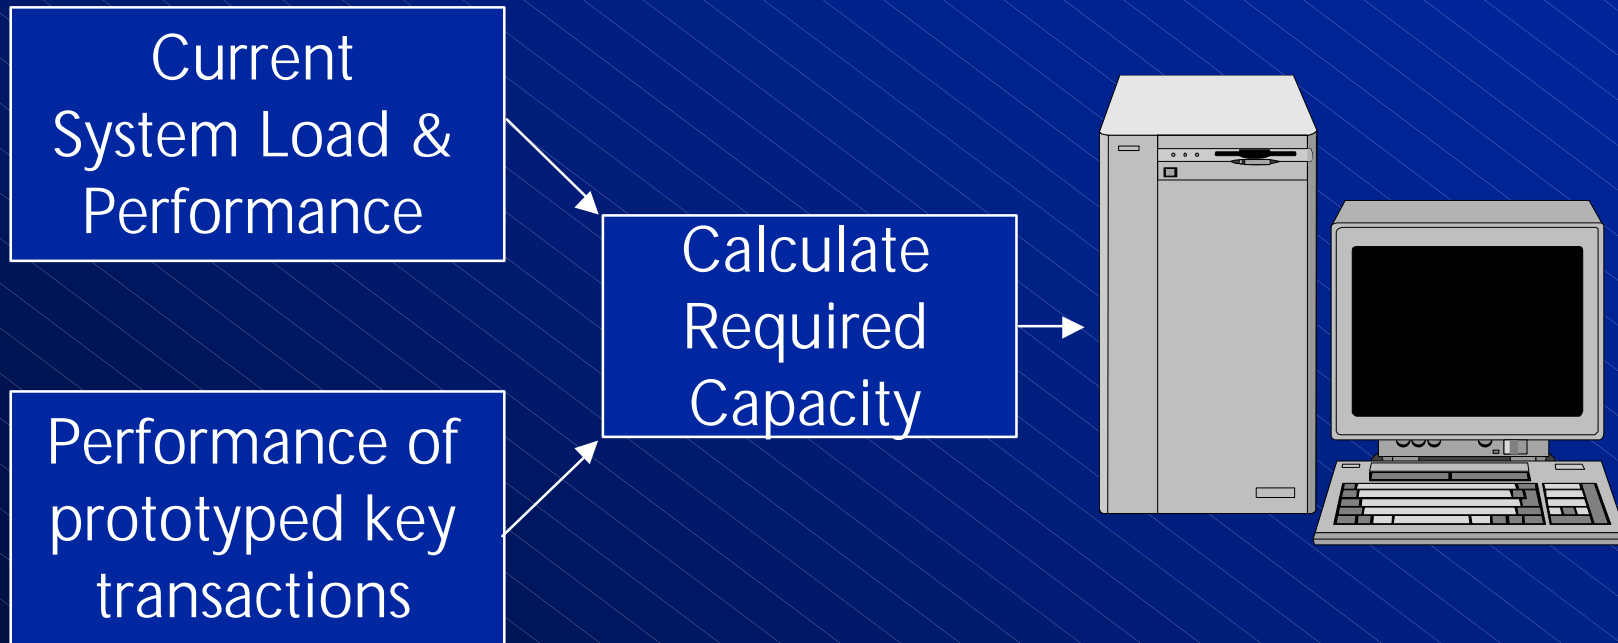 Current
System Load &
Performance
Calculate
Required
Capacity
Performance of
prototyped key
transactions